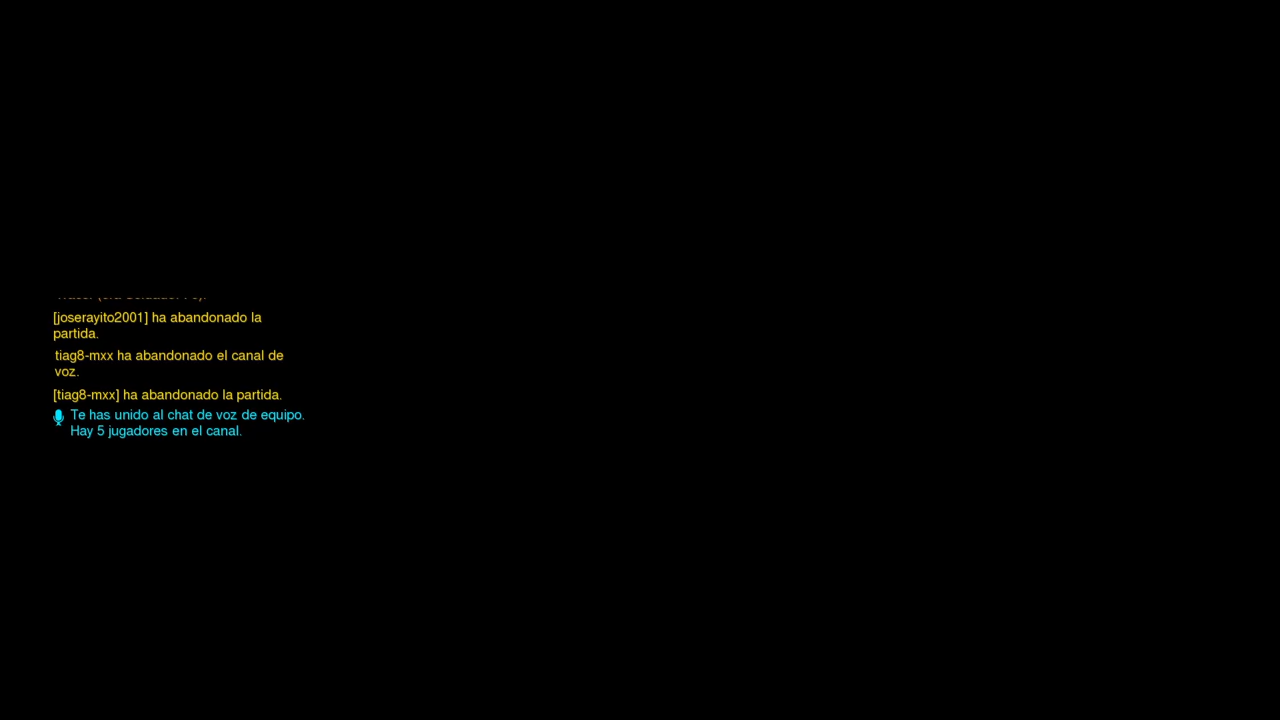 [joserayito2001] ha abandonado la
partida.
tiag8-mxx ha abandonado el canal de
voz.
[tiag8-mxx] ha abandonado la partida.
Te has unido al chat de voz de equipo.
Hay 5 jugadores en el canal.